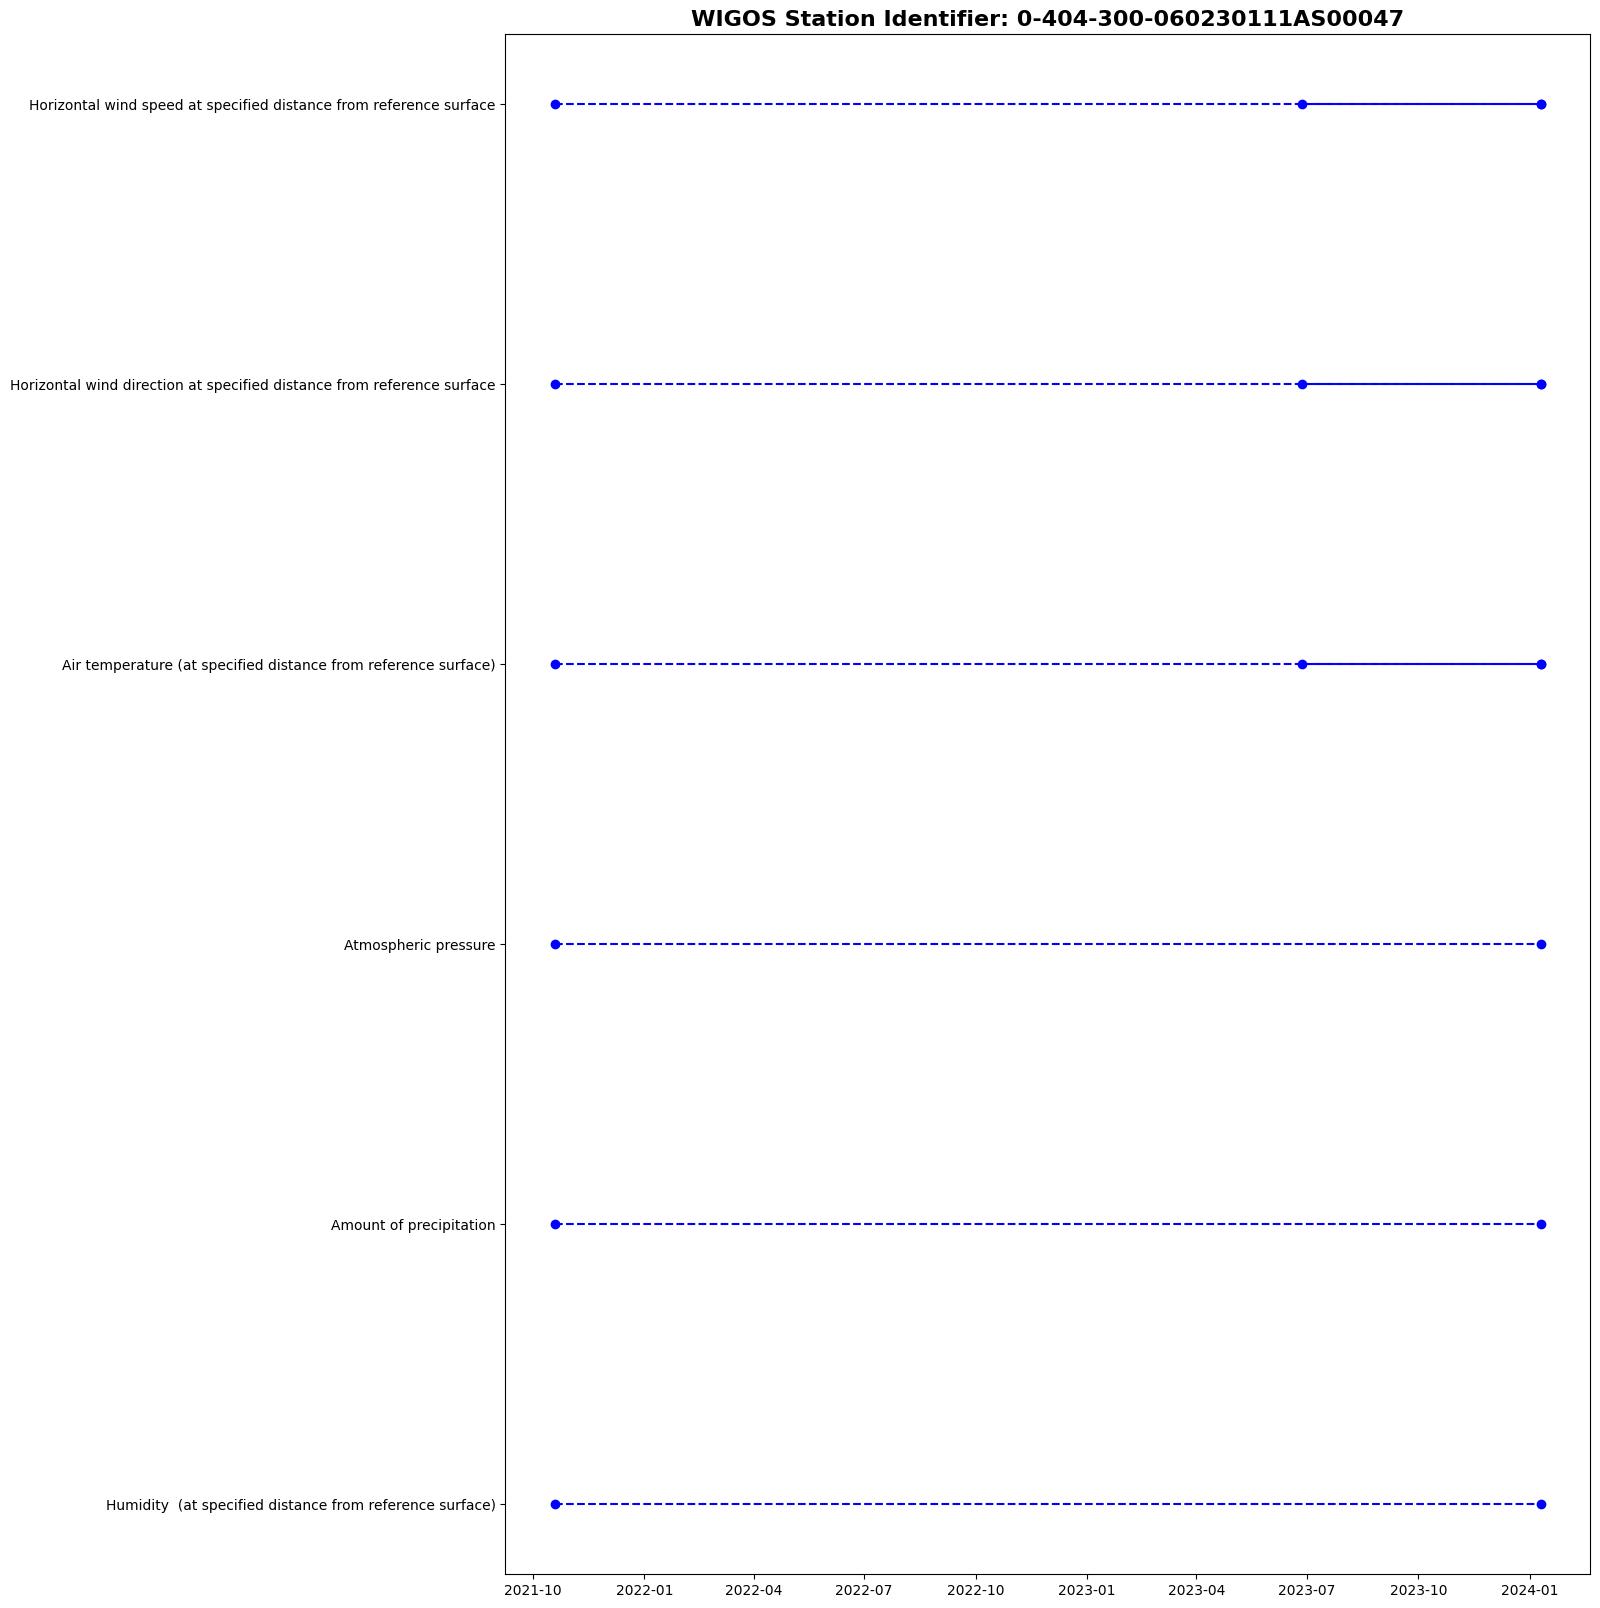 WIGOS Station Identifier: 0-404-300-060230111AS00047
Horizontal wind speed at specified distance from reference surface
Horizontal wind direction at specified distance from reference surface
Air temperature (at specified distance from reference surface)
Atmospheric pressure
Amount of precipitation
Humidity  (at specified distance from reference surface)
2021-10 2022-01 2022-04 2022-07 2022-10 2023-01 2023-04 2023-07 2023-10 2024-01